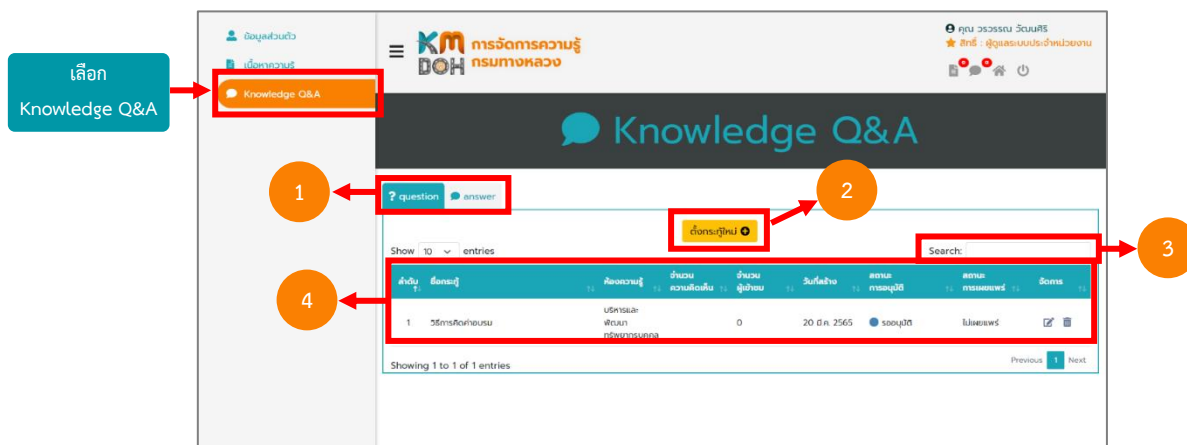 ข้อมูลส่วนตัว
เนื้อหาความรู้
Knowledge Q&A
เลือก
Knowledge Q&A
KM
DOH
การจัดการความรู้
กรมทางหลวง
คุณ วรวรรณ วัฒนศิริ
สิทธิ์ : ผู้ดูแลระบบประจำหน่วยงาน
0 0
Knowledge Q&A
1
? question answer
2
ตั้งกระทู้ใหม่
Show 10 entries
Search:
3
4
ลำดับ ชื่อกระทู้ ห้องความรู้ จำนวน ความคิดเห็น จำนวน ผู้เข้าชม วันที่สร้าง สถานะ การอนุมัติ สถานะ การเผยแพร่ จัดการ
1 วิธีการคิดค่าอบรม บริหารและ พัฒนา ทรัพยากรบุคคล 0 20 มี.ค. 2565 รออนุมัติ ไม่เผยแพร่
Showing 1 to 1 of 1 entries
Previous 1 Next